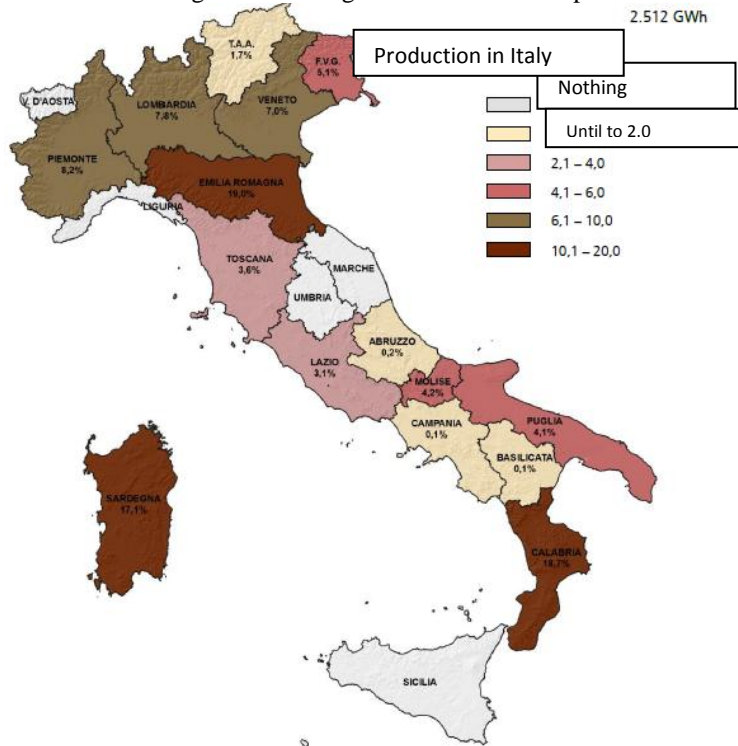 2.512 GWh
Production in Italy
Nothing
Until to 2.0
2,1 – 4,0
4,1 – 6,0
6,1 – 10,0
10,1 – 20,0
T.A.A.
1,7%
F.V.G.
5,1%
V. D'AOSTA
LOMBARDIA
7,8%
VENETO
7,0%
PIEMONTE
8,2%
EMILIA ROMAGNA
19,0%
LIGURIA
TOSCANA
3,6%
MARCHE
UMBRIA
LAZIO
3,1%
ABRUZZO
0,2%
MOLISE
4,2%
CAMPANIA
0,1%
PUGLIA
4,1%
BASILICATA
0,1%
SARDEGNA
17,1%
CALABRIA
18,7%
SICILIA